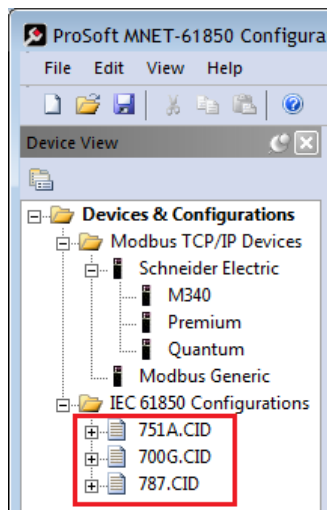 ProSoft MNET-61850 Configura
File Edit View Help
Device View
Devices & Configurations
Modbus TCP/IP Devices
Schneider Electric
M340
Premium
Quantum
Modbus Generic
IEC 61850 Configurations
751A.CID
700G.CID
787.CID